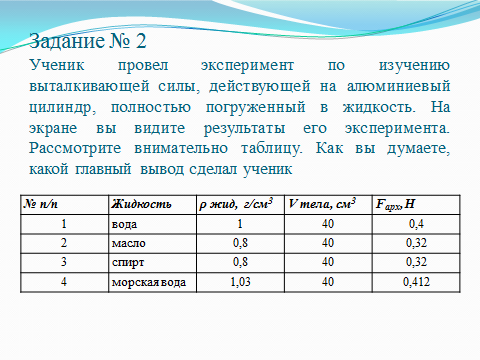 Задание № 2
Ученик провел эксперимент по изучению
выталкивающей силы, действующей на алюминиевый
цилиндр, полностью погруженный в жидкость. На
экране вы видите результаты его эксперимента.
Рассмотрите внимательно таблицу. Как вы думаете,
какой главный вывод сделал ученик
№ п/п Жидкость ρ жид, г/см³ V тела, см³ Fарх, Н
1 вода 1 40 0,4
2 масло 0,8 40 0,32
3 спирт 0,8 40 0,32
4 морская вода 1,03 40 0,412